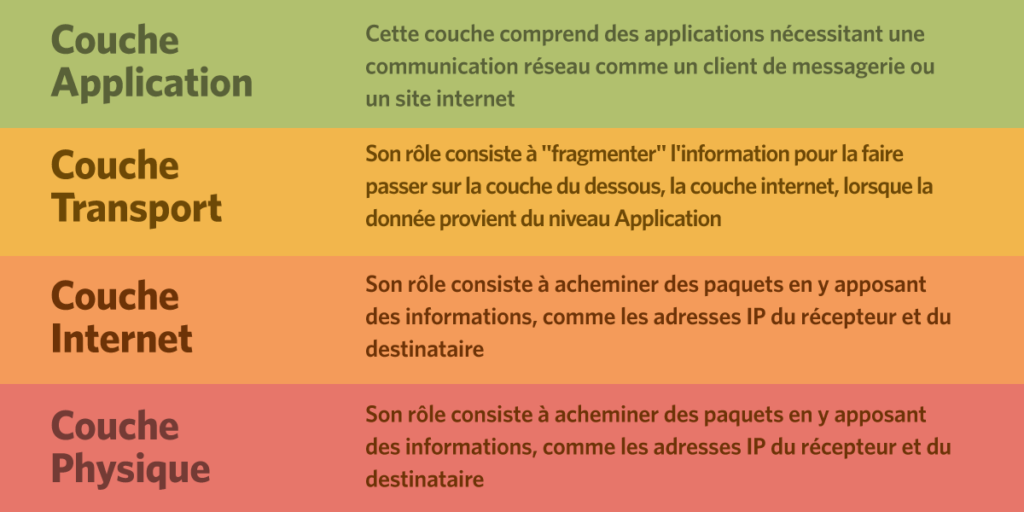 Couche
Application
Cette couche comprend des applications nécessitant une
communication réseau comme un client de messagerie ou
un site internet
Couche
Transport
Son rôle consiste à "fragmenter" l'information pour la faire
passer sur la couche du dessous, la couche internet, lorsque la
donnée provient du niveau Application
Couche
Internet
Son rôle consiste à acheminer des paquets en y apposant
des informations, comme les adresses IP du récepteur et du
destinataire
Couche
Physique
Son rôle consiste à acheminer des paquets en y apposant
des informations, comme les adresses IP du récepteur et du
destinataire